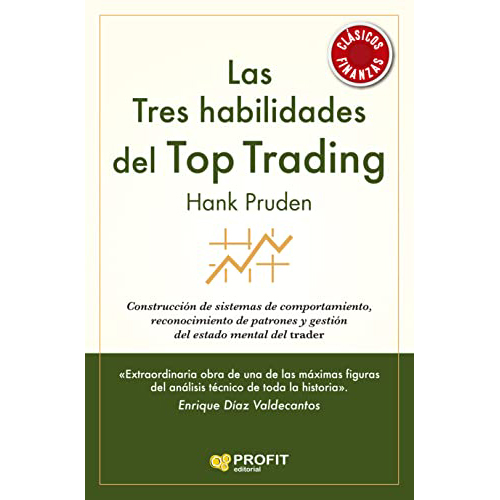 CLÁSICOS
FINANZAS
Las
Tres habilidades
del Top Trading
Hank Pruden
Construcción de sistemas de comportamiento,
reconocimiento de patrones y gestión
del estado mental del trader
«Extraordinaria obra de una de las máximas figuras
del análisis técnico de toda la historia».
Enrique Díaz Valdecantos
PROFIT
editorial